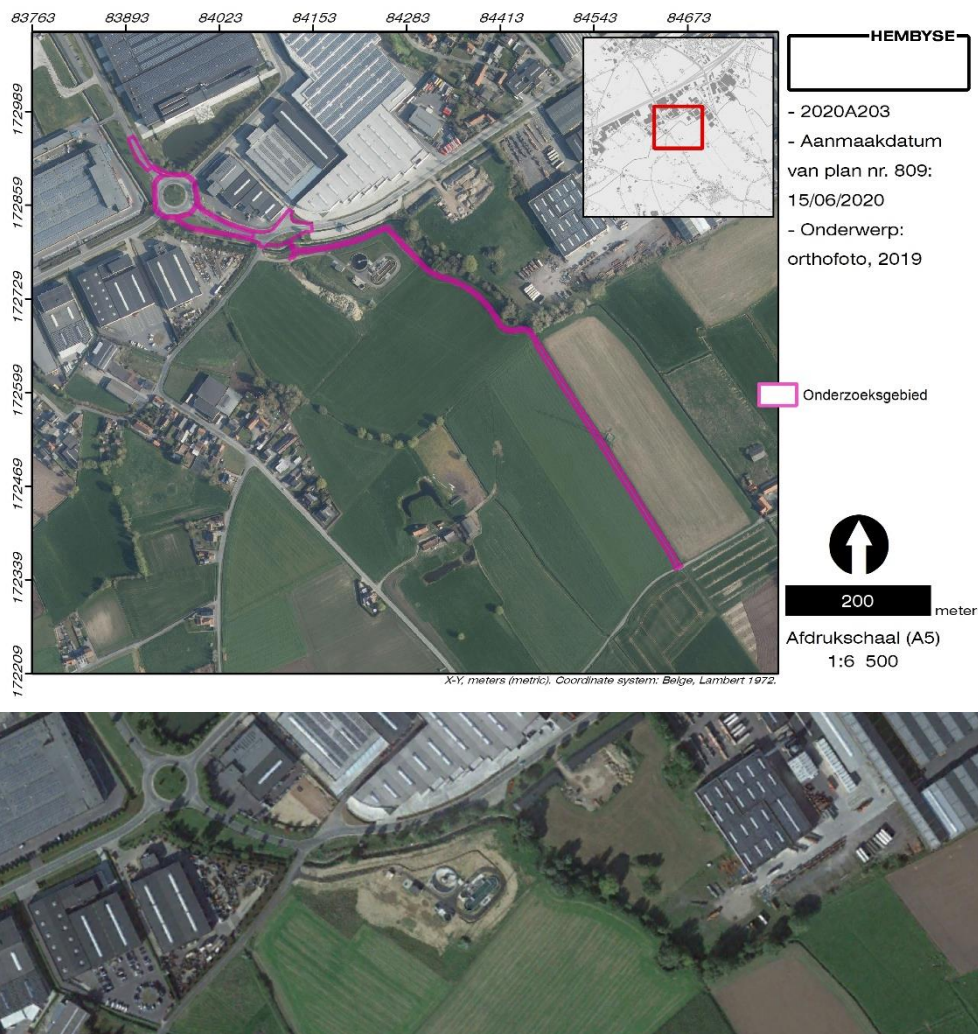 83763 83893 84023 84153 84283 84413 84543 84673
172989
172859
172729
172599
172469
172339
172209
HEMBYSE
- 2020A203
- Aanmaakdatum
van plan nr. 809:
15/06/2020
- Onderwerp:
orthofoto, 2019
Onderzoeksgebied
200 meter
Afdrukschaal (A5)
1:6 500
X-Y, meters (metric). Coordinate system: Belge, Lambert 1972.